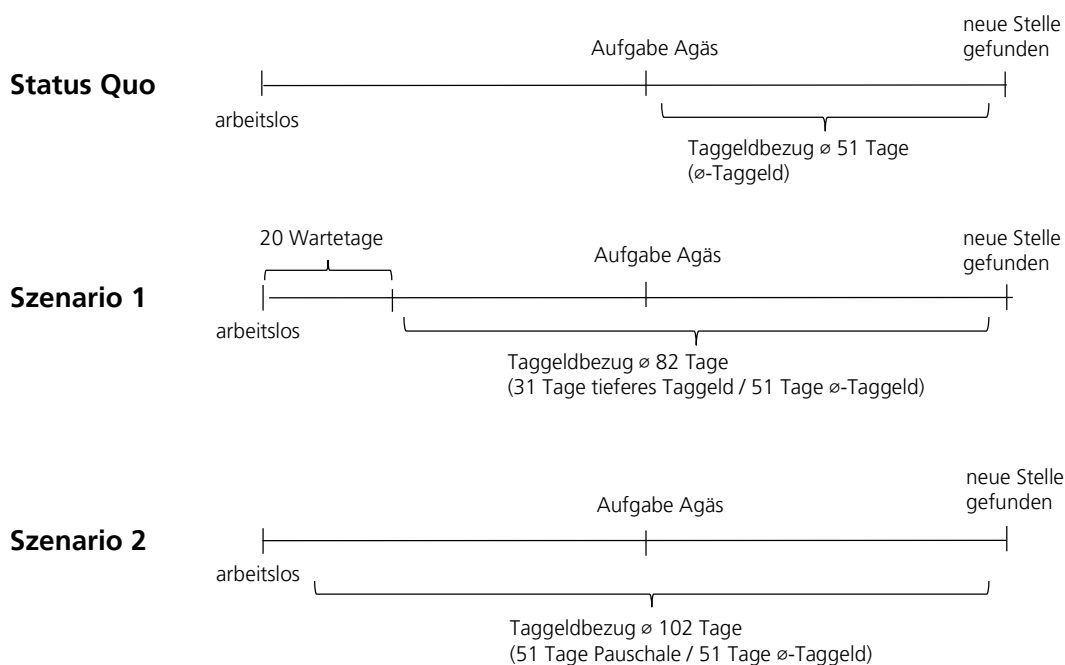 neue Stelle
gefunden
Aufgabe Agäs
Status Quo
arbeitslos
Taggeldbezug ø 51 Tage
(ø-Taggeld)
20 Wartetage
neue Stelle
gefunden
Aufgabe Agäs
Szenario 1
arbeitslos
Taggeldbezug ø 82 Tage
(31 Tage tieferes Taggeld / 51 Tage ø-Taggeld)
neue Stelle
gefunden
Aufgabe Agäs
Szenario 2
arbeitslos
Taggeldbezug ø 102 Tage
(51 Tage Pauschale / 51 Tage ø-Taggeld)